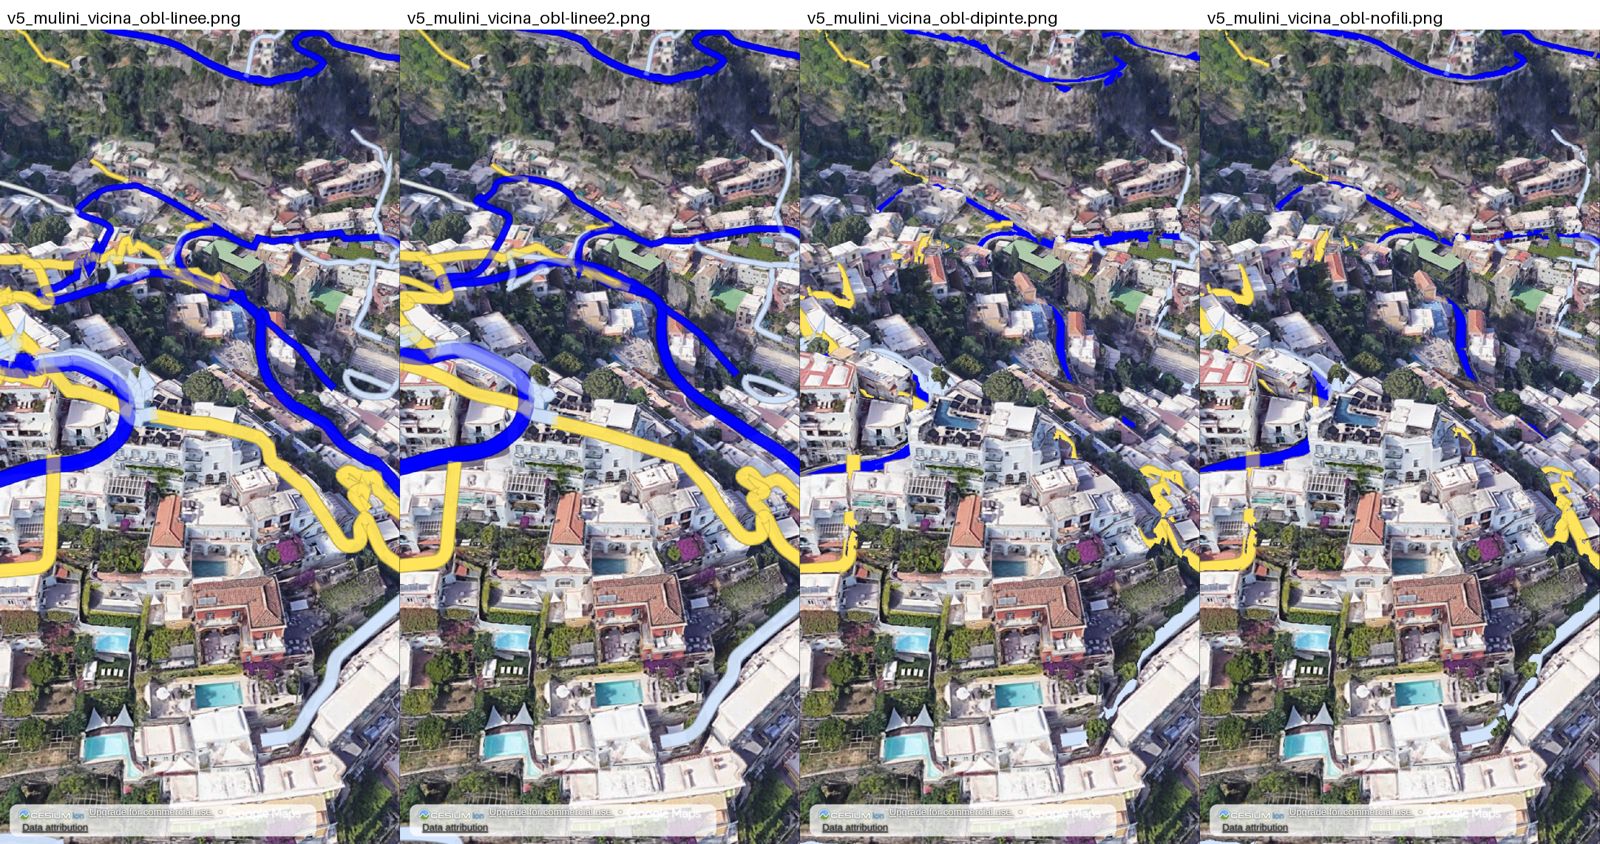 v5_mulini_vicina_obl-linee.png
v5_mulini_vicina_obl-linee2.png
v5_mulini_vicina_obl-dipinte.png
v5_mulini_vicina_obl-nofili.png
CESIUM ion Upgrade for commercial use. • Google Maps
Data attribution
CESIUM ion Upgrade for commercial use. • Google Maps
Data attribution
CESIUM ion Upgrade for commercial use. • Google Maps
Data attribution
CESIUM ion Upgrade for commercial use. • Google Maps
Data attribution